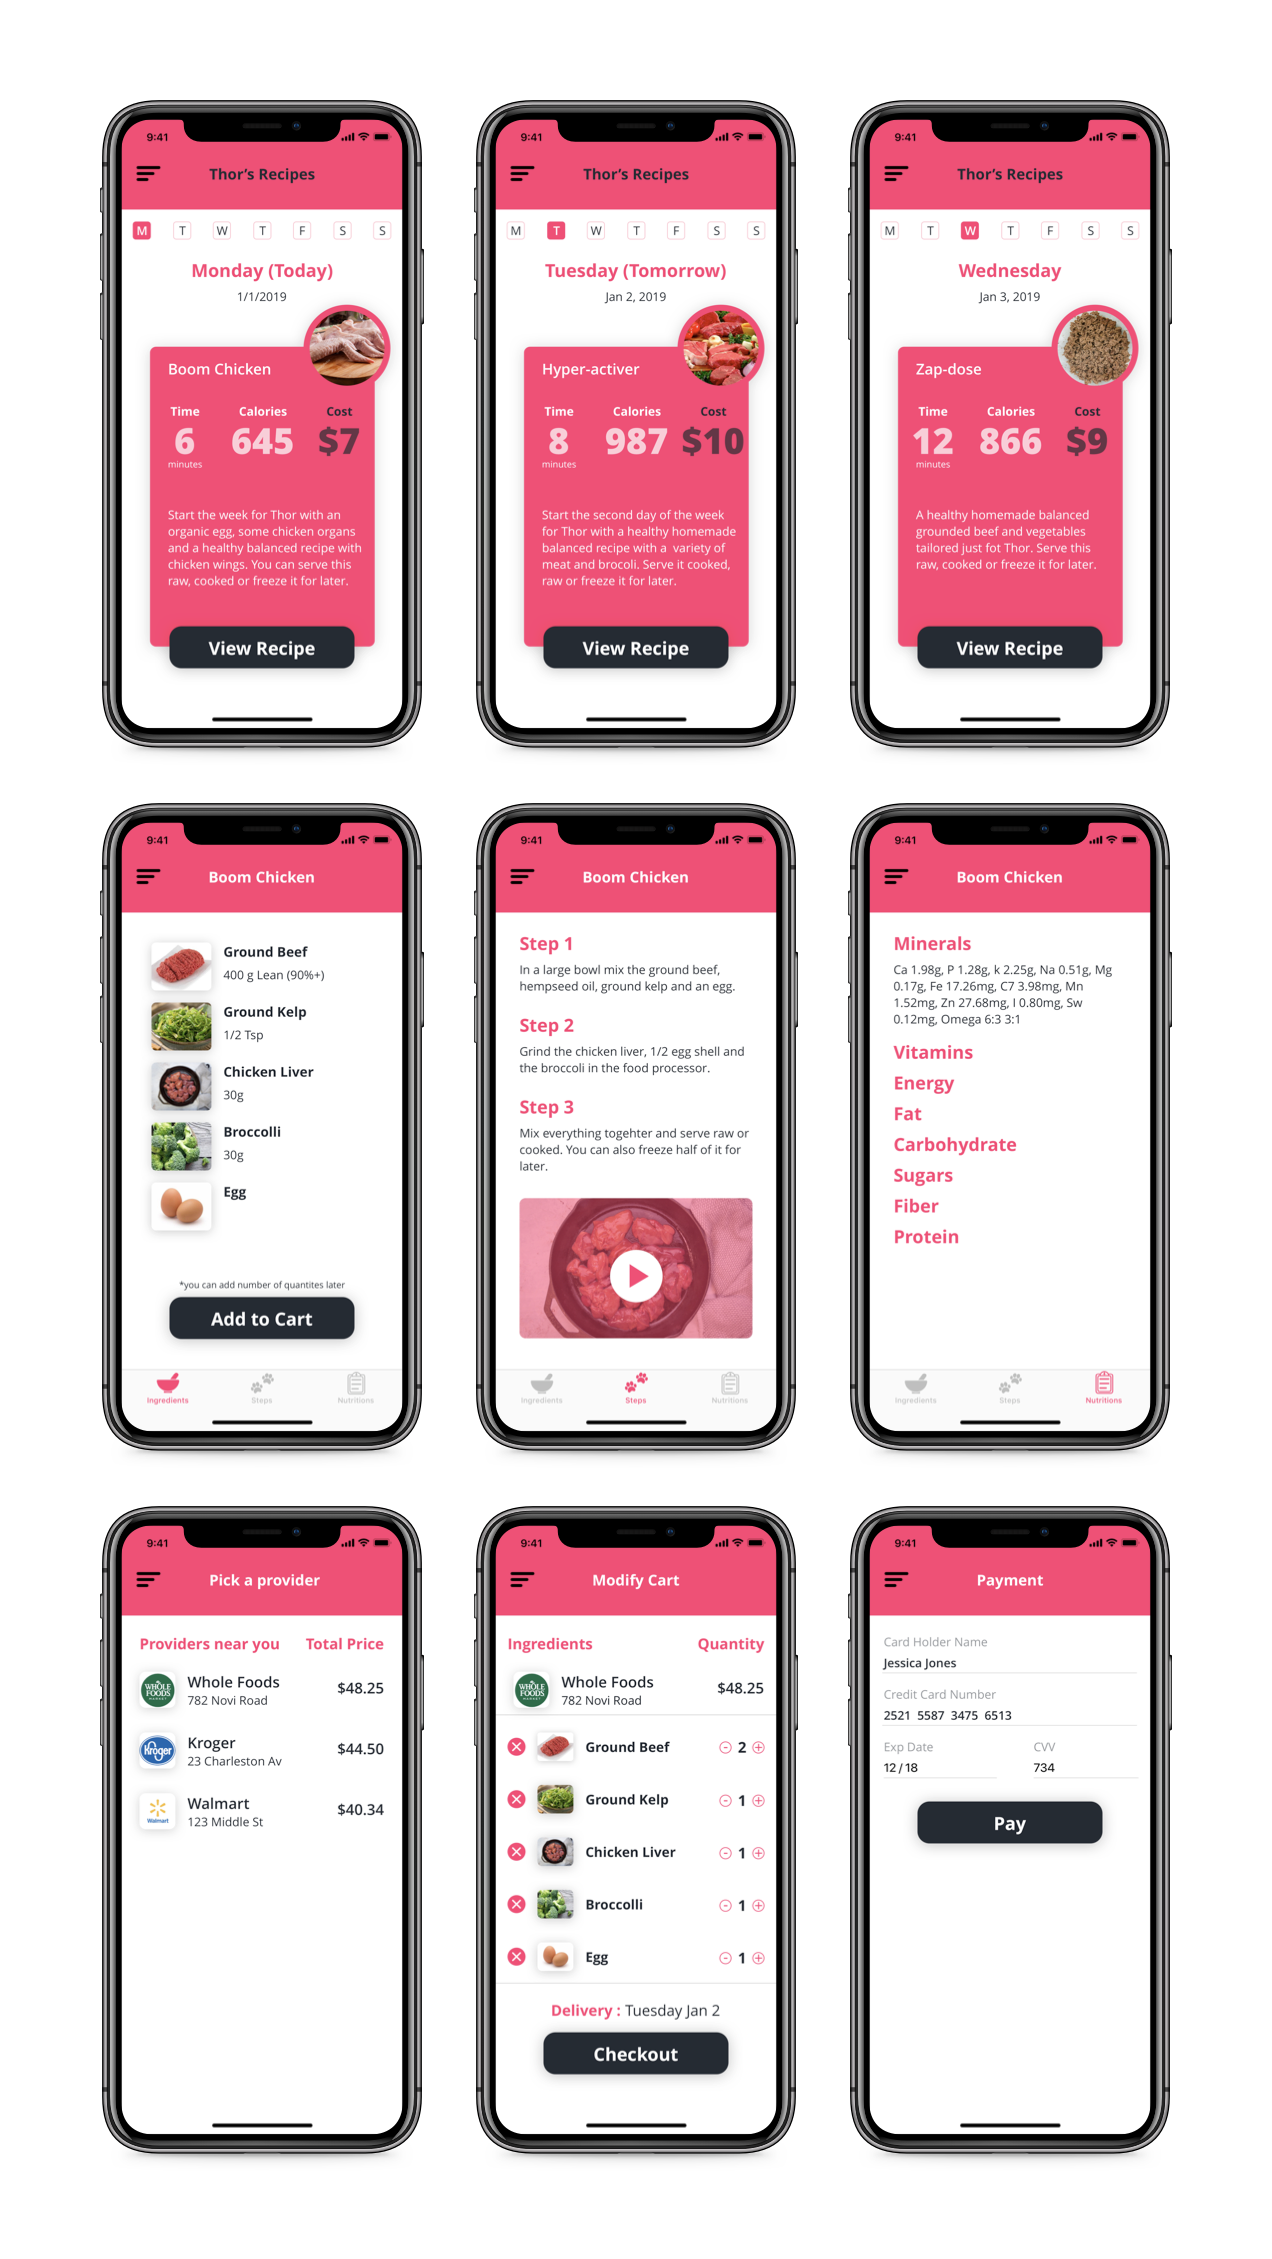 9:41
Thor's Recipes
M T W T F S S
Monday (Today)
1/1/2019
Boom Chicken
Time Calories Cost
6 645 $7
minutes
Start the week for Thor with an
organic egg, some chicken organs
and a healthy balanced recipe with
chicken wings. You can serve this
raw, cooked or freeze it for later.
View Recipe
9:41
Thor's Recipes
M T W T F S S
Tuesday (Tomorrow)
Jan 2, 2019
Hyper-activer
Time Calories Cost
8 987 $10
minutes
Start the second day of the week
for Thor with a healthy homemade
balanced recipe with a variety of
meat and brocoli. Serve it cooked,
raw or freeze it for later.
View Recipe
9:41
Thor's Recipes
M T W T F S S
Wednesday
Jan 3, 2019
Zap-dose
Time Calories Cost
12 866 $9
minutes
A healthy homemade balanced
grounded beef and vegetables
tailored just fot Thor. Serve this
raw, cooked or freeze it for later.
View Recipe
9:41
Boom Chicken
Ground Beef
400 g Lean (90%+)
Ground Kelp
1/2 Tsp
Chicken Liver
30g
Broccolli
30g
Egg
*you can add number of quantites later
Add to Cart
Ingredients Steps Nutritions
9:41
Boom Chicken
Step 1
In a large bowl mix the ground beef,
hempseed oil, ground kelp and an egg.
Step 2
Grind the chicken liver, 1/2 egg shell and
the broccoli in the food processor.
Step 3
Mix everything togehter and serve raw or
cooked. You can also freeze half of it for
later.
Ingredients Steps Nutritions
9:41
Boom Chicken
Minerals
Ca 1.98g, P 1.28g, k 2.25g, Na 0.51g, Mg
0.17g, Fe 17.26mg, C7 3.98mg, Mn
1.52mg, Zn 27.68mg, I 0.80mg, Sw
0.12mg, Omega 6:3 3:1
Vitamins
Energy
Fat
Carbohydrate
Sugars
Fiber
Protein
Ingredients Steps Nutritions
9:41
Pick a provider
Providers near you Total Price
WHOLE
FOODS
MARKET
Whole Foods
782 Novi Road
$48.25
Kroger
Kroger
23 Charleston Av
$44.50
Walmart
Walmart
123 Middle St
$40.34
9:41
Modify Cart
Ingredients Quantity
WHOLE
FOODS
MARKET
Whole Foods
782 Novi Road
$48.25
Ground Beef 2
Ground Kelp 1
Chicken Liver 1
Broccolli 1
Egg 1
Delivery : Tuesday Jan 2
Checkout
9:41
Payment
Card Holder Name
Jessica Jones
Credit Card Number
2521 5587 3475 6513
Exp Date CVV
12 / 18 734
Pay